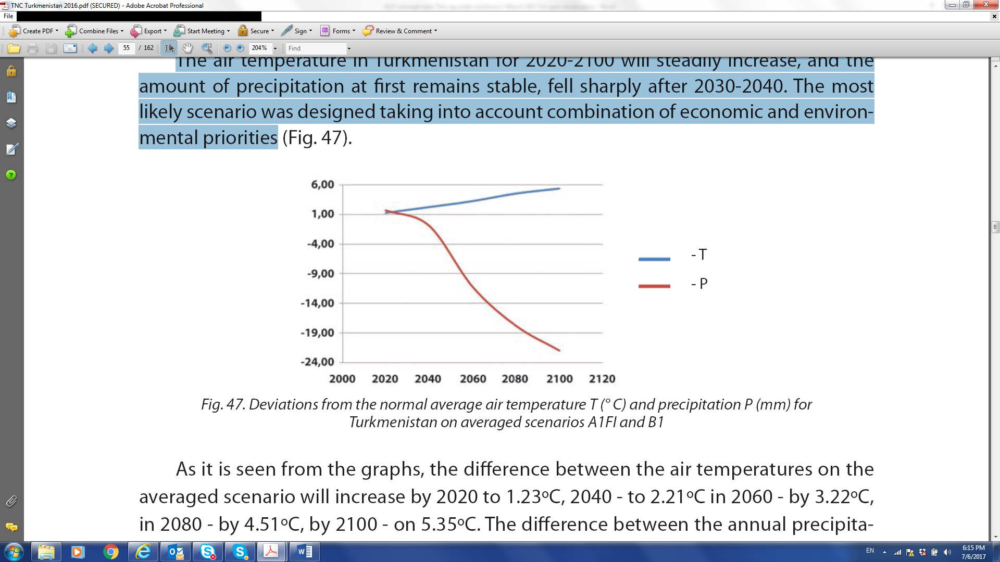 TNC Turkmenistan 2016.pdf (SECURED) - Adobe Acrobat Professional
File
Create PDF Combine Files Export Start Meeting Secure Sign Forms Review & Comment
55 / 162 204% Find
The air temperature in Turkmenistan for 2020-2100 will steadily increase, and the
amount of precipitation at first remains stable, fell sharply after 2030-2040. The most
likely scenario was designed taking into account combination of economic and environ-
mental priorities (Fig. 47).
6,00
1,00
-4,00
-9,00
-14,00
-19,00
-24,00
2000 2020 2040 2060 2080 2100 2120
- T
- P
Fig. 47. Deviations from the normal average air temperature T (° C) and precipitation P (mm) for
Turkmenistan on averaged scenarios A1FI and B1
As it is seen from the graphs, the difference between the air temperatures on the
averaged scenario will increase by 2020 to 1.23ºC, 2040 - to 2.21ºC in 2060 - by 3.22ºC,
in 2080 - by 4.51ºC, by 2100 - on 5.35ºC. The difference between the annual precipita-
EN
6:15 PM
7/6/2017